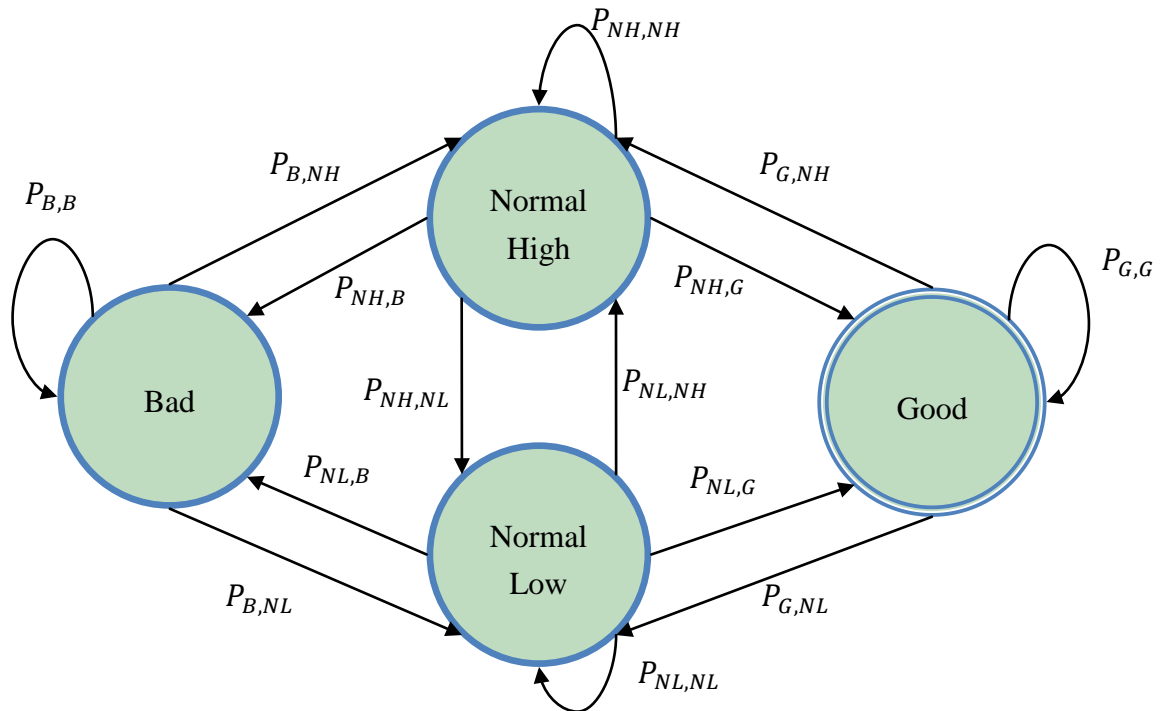 P_{NH,NH}
P_{B,NH}
P_{G,NH}
P_{B,B}
Normal
High
P_{G,G}
P_{NH,B}
P_{NH,G}
Bad
P_{NH,NL}
P_{NL,NH}
Good
P_{NL,B}
P_{NL,G}
Normal
Low
P_{B,NL}
P_{G,NL}
P_{NL,NL}